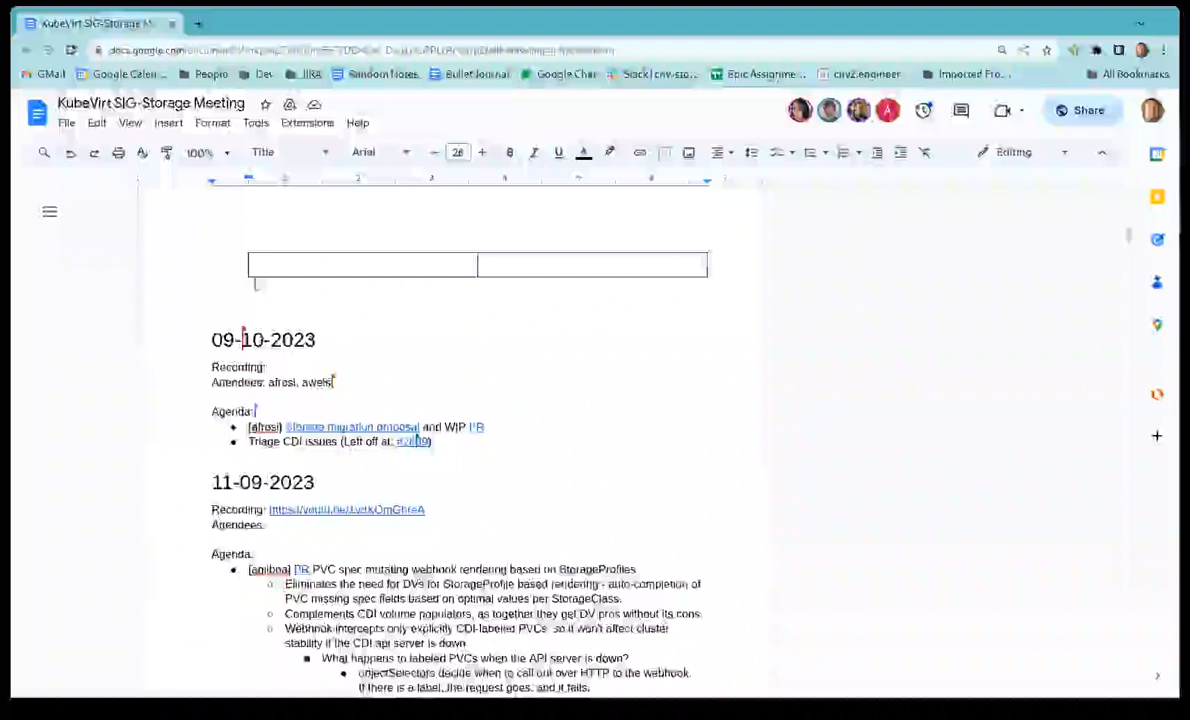 KubeVirt SIG-Storage M
docs.google.com
GMail
Google Calen...
People
Dev
JIRA
Random Notes
Bullet Journal
Google Chat
Slack | cnv-sto...
Epic Assignme...
cnv2.engineer
Imported Fro...
All Bookmarks
KubeVirt SIG-Storage Meeting
File Edit View Insert Format Tools Extensions Help
Share
100% Title Arial 26 B I U A Editing
09-10-2023
Recording:
Attendees: afrosi, awels
Agenda:
[afrosi] Storage migration proposal and WIP PR
Triage CDI issues (Left off at:
11-09-2023
Recording:
Attendees:
Agenda:
PR PVC spec mutating webhook rendering based on StorageProfiles
Eliminates the need for DVs for StorageProfile based rendering - auto-completion of
PVC missing spec fields based on optimal values per StorageClass.
Complements CDI volume populators, as together they get DV pros without its cons.
Webhook intercepts only explicitly CDI-labeled PVCs, so it won't affect cluster
stability if the CDI api server is down
What happens to labeled PVCs when the API server is down?
objectSelectors decide when to call out over HTTP to the webhook.
If there is a label, the request goes, and it fails.